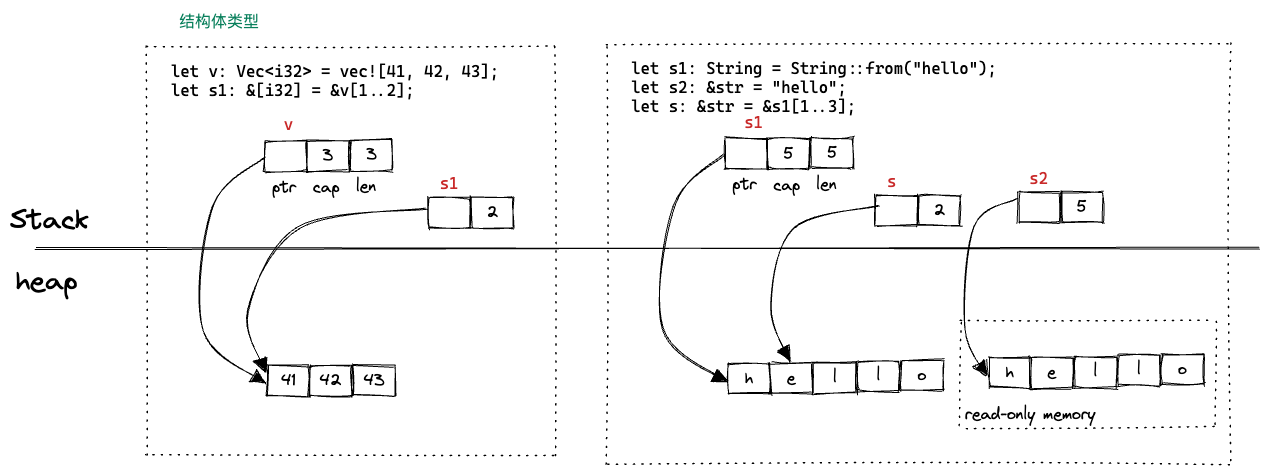 结构体类型
let v: Vec<i32> = vec![41, 42, 43];
let s1: &[i32] = &v[1..2];
v
3 3
ptr cap len
s1
2
41 42 43
let s1: String = String::from("hello");
let s2: &str = "hello";
let s: &str = &s1[1..3];
s1
5 5
ptr cap len
s
2
s2
5
Stack
heap
h e l l o
h e l l o
read-only memory